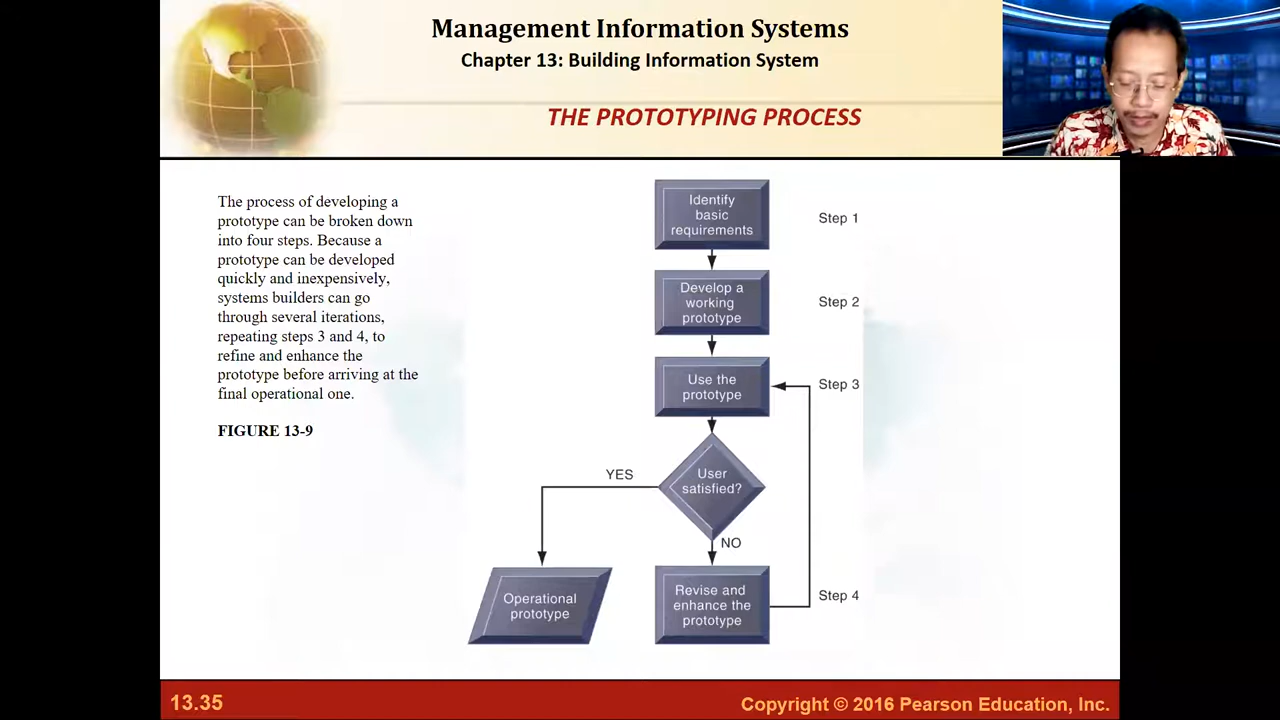 Management Information Systems
Chapter 13: Building Information System
THE PROTOTYPING PROCESS
The process of developing a
prototype can be broken down
into four steps. Because a
prototype can be developed
quickly and inexpensively,
systems builders can go
through several iterations,
repeating steps 3 and 4, to
refine and enhance the
prototype before arriving at the
final operational one.
FIGURE 13-9
Identify
basic
requirements
Step 1
Develop a
working
prototype
Step 2
Use the
prototype
Step 3
User
satisfied?
YES
NO
Operational
prototype
Revise and
enhance the
prototype
Step 4
13.35
Copyright © 2016 Pearson Education, Inc.